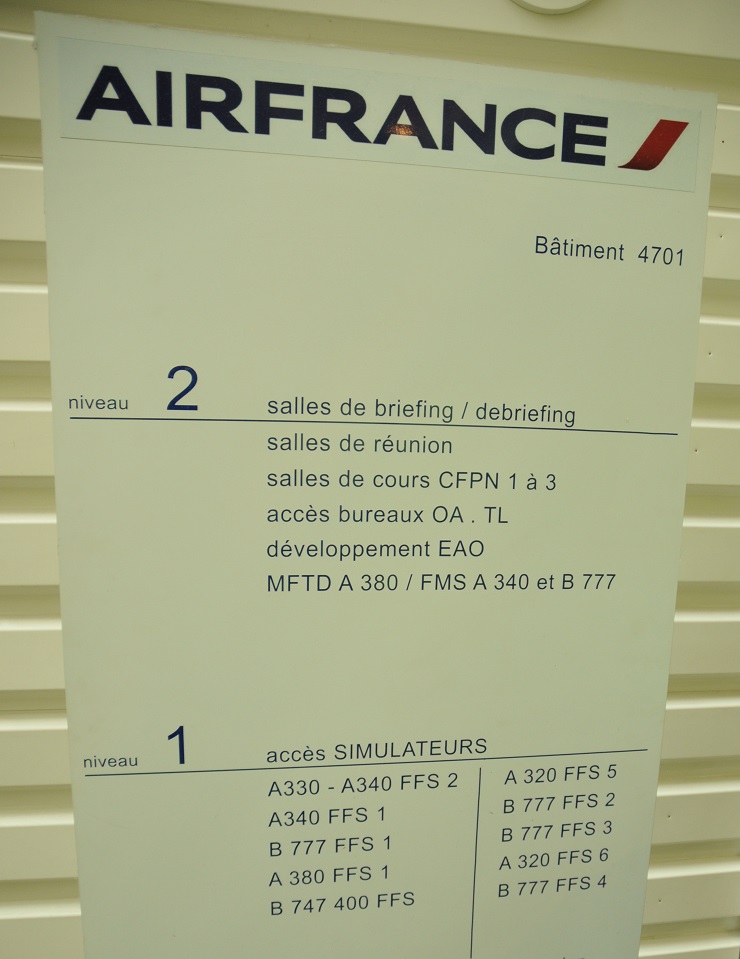 AIRFRANCE
Bâtiment 4701
niveau 2 salles de briefing / debriefing
salles de réunion
salles de cours CFPN 1 à 3
accès bureaux OA . TL
développement EAO
MFTD A 380 / FMS A 340 et B 777
niveau 1 accès SIMULATEURS
A330 - A340 FFS 2
A340 FFS 1
B 777 FFS 1
A 380 FFS 1
B 747 400 FFS
A 320 FFS 5
B 777 FFS 2
B 777 FFS 3
A 320 FFS 6
B 777 FFS 4